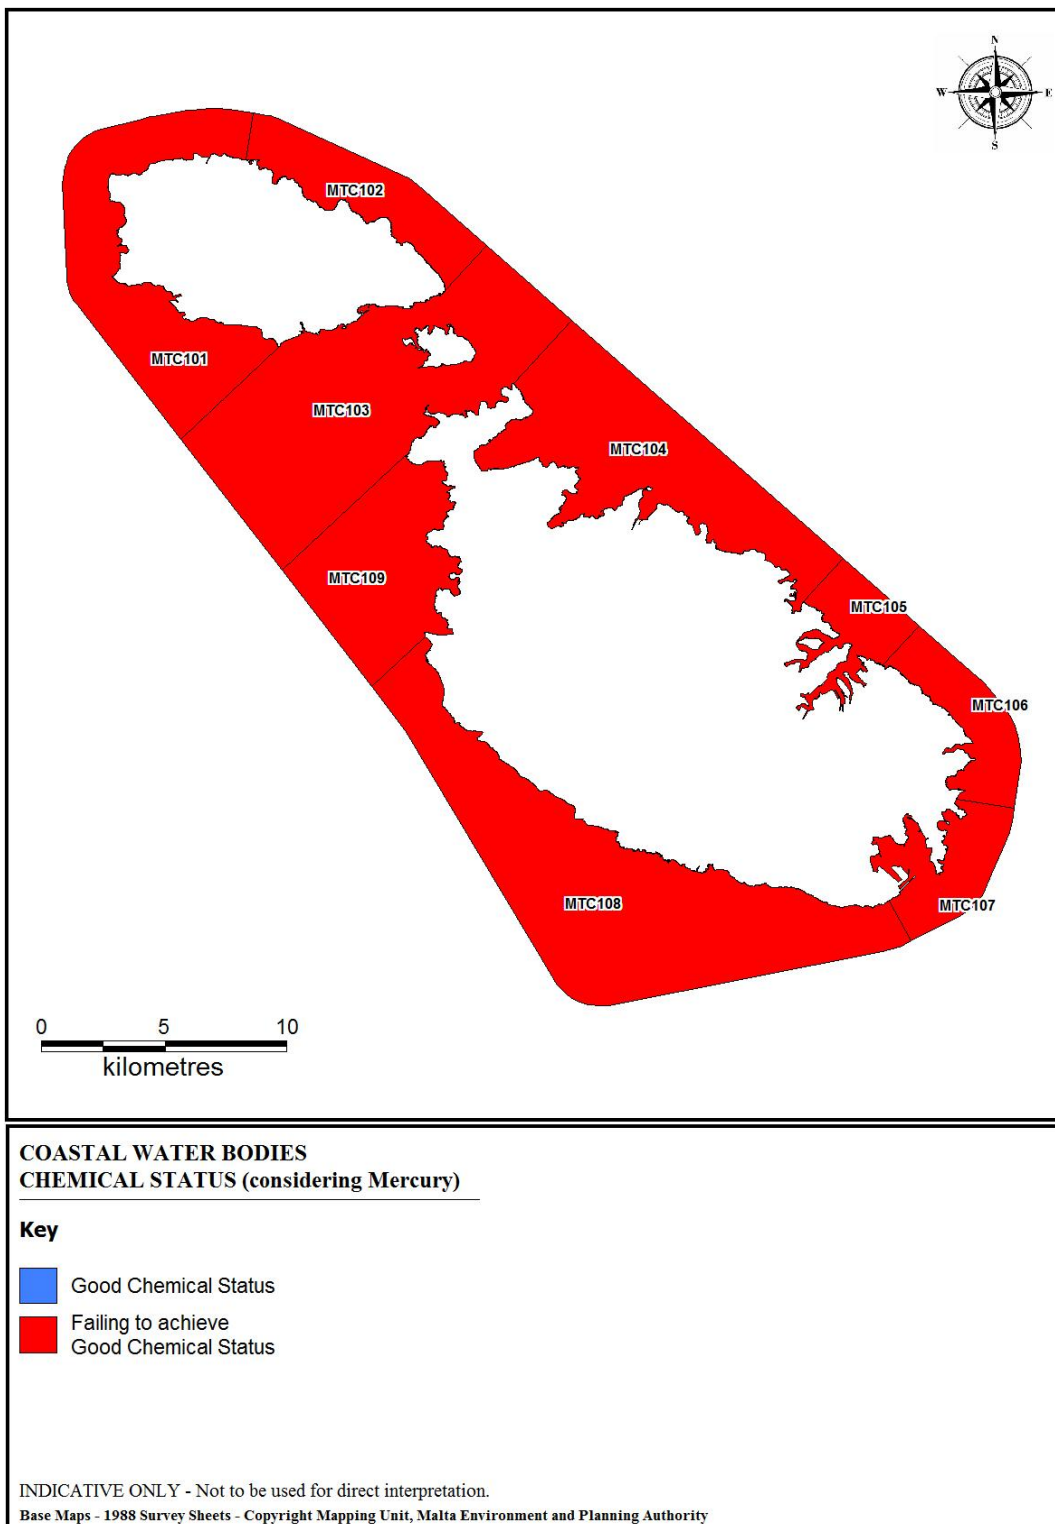 N
W E
S
MTC102
MTC101
MTC103
MTC104
MTC109
MTC105
MTC106
MTC108
MTC107
0 5 10
kilometres
COASTAL WATER BODIES
CHEMICAL STATUS (considering Mercury)
Key
Good Chemical Status
Failing to achieve
Good Chemical Status
INDICATIVE ONLY - Not to be used for direct interpretation.
Base Maps - 1988 Survey Sheets - Copyright Mapping Unit, Malta Environment and Planning Authority